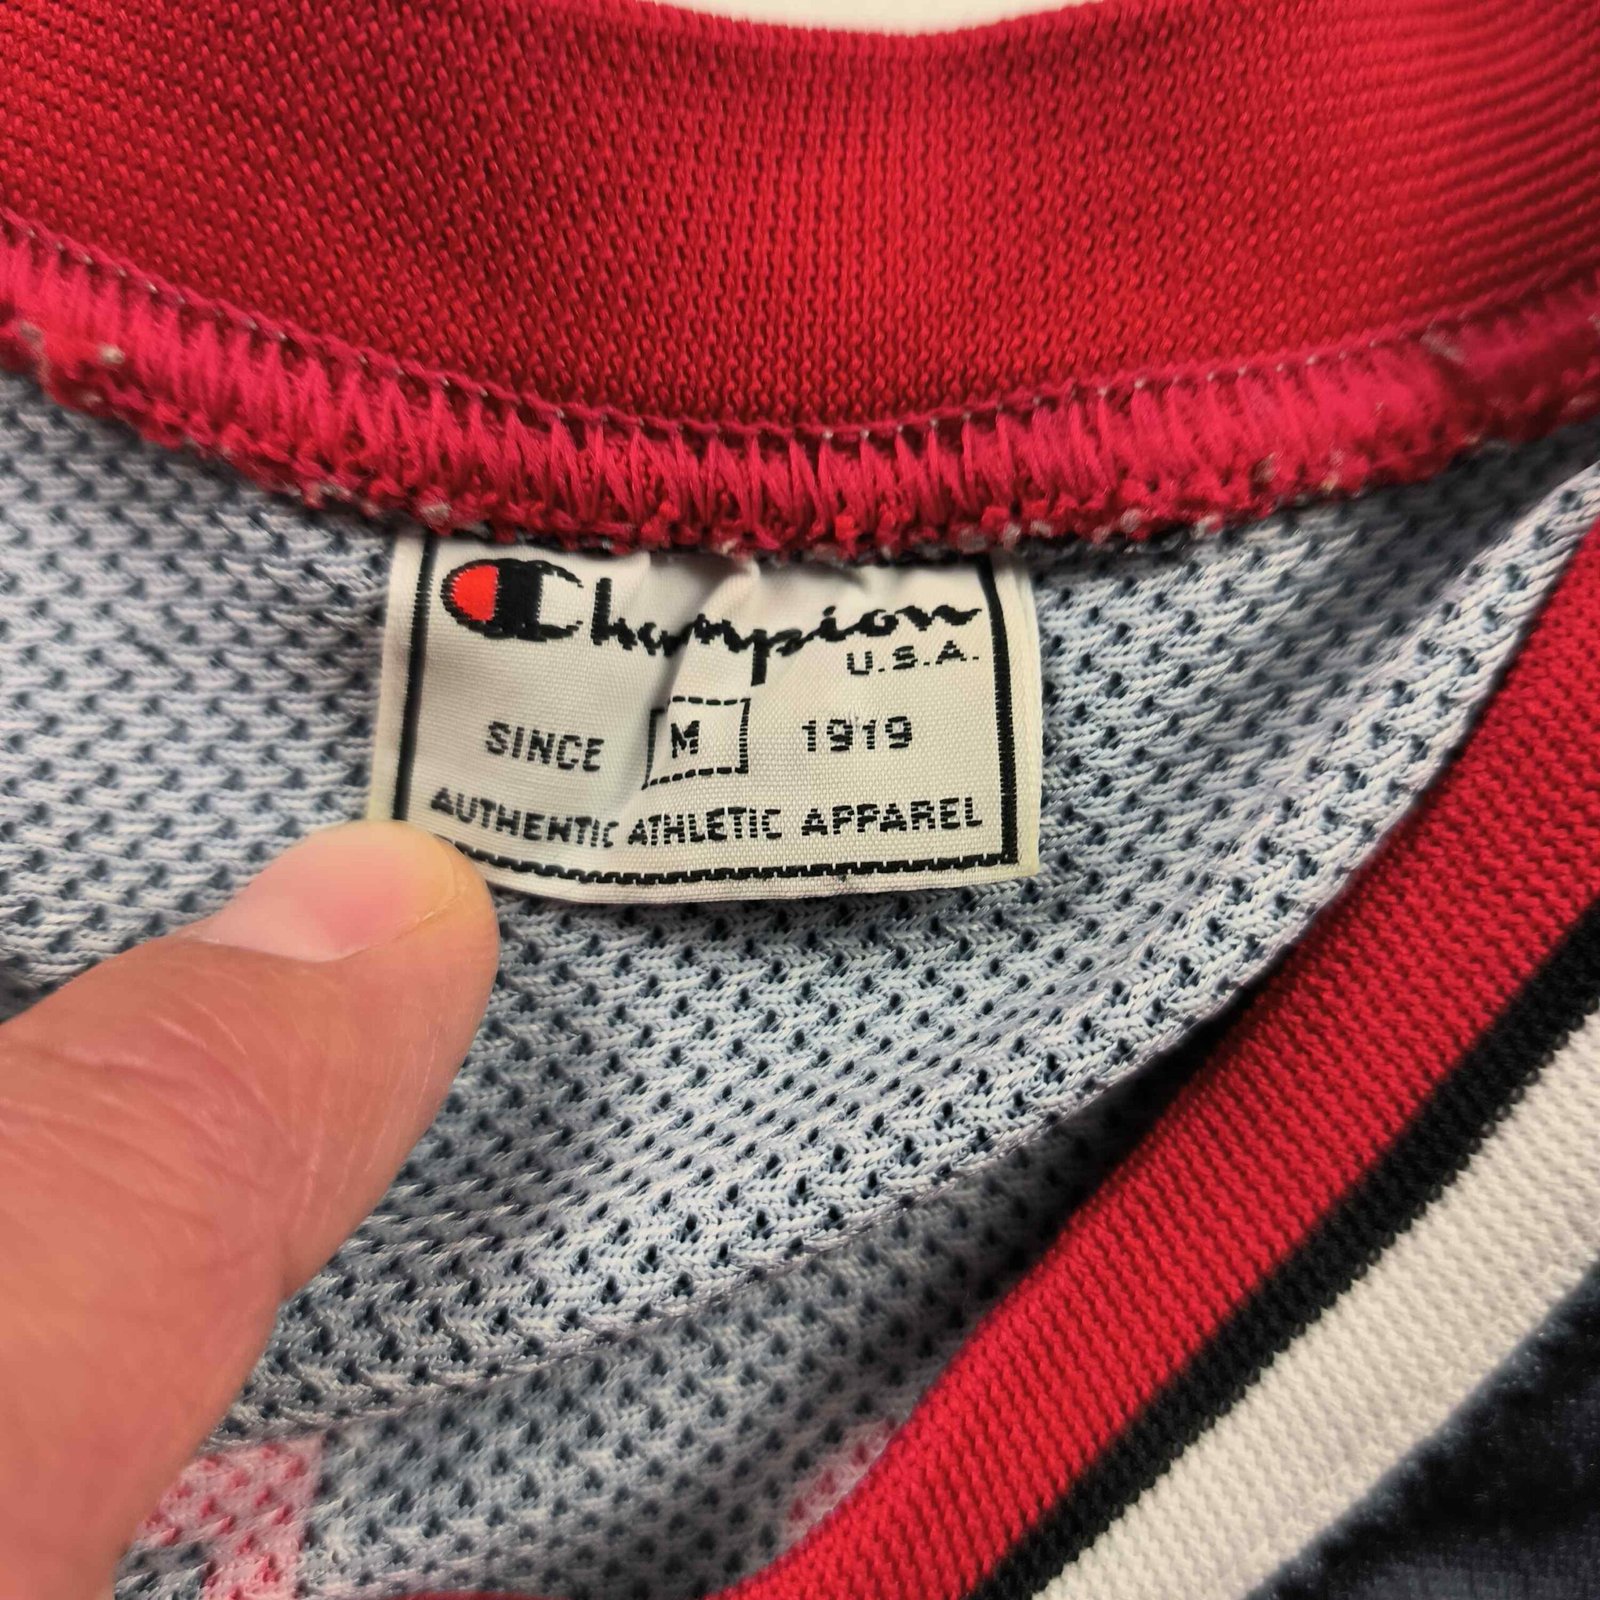 Champion
U.S.A.
SINCE M 1919
AUTHENTIC ATHLETIC APPAREL